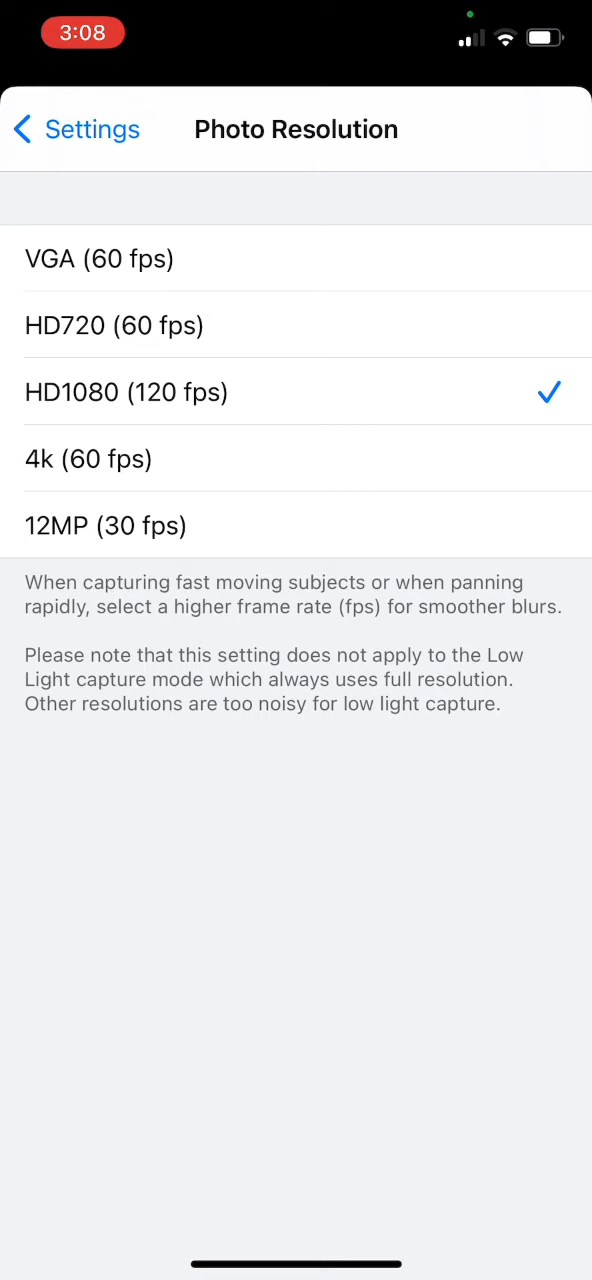 3:08
Settings
Photo Resolution
VGA (60 fps)
HD720 (60 fps)
HD1080 (120 fps)
4k (60 fps)
12MP (30 fps)
When capturing fast moving subjects or when panning
rapidly, select a higher frame rate (fps) for smoother blurs.
Please note that this setting does not apply to the Low
Light capture mode which always uses full resolution.
Other resolutions are too noisy for low light capture.